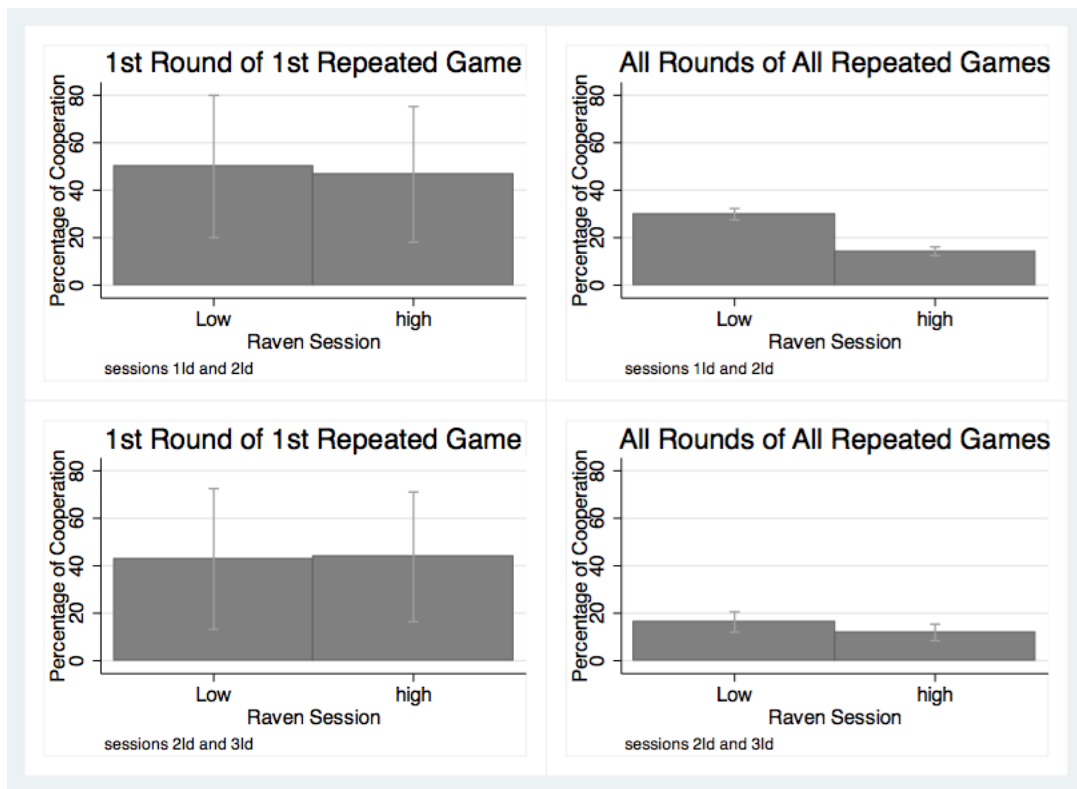 1st Round of 1st Repeated Game
Percentage of Cooperation
80
60
40
20
0
Low high
Raven Session
sessions 1ld and 2ld
All Rounds of All Repeated Games
Percentage of Cooperation
80
60
40
20
0
Low high
Raven Session
sessions 1ld and 2ld
1st Round of 1st Repeated Game
Percentage of Cooperation
80
60
40
20
0
Low high
Raven Session
sessions 2ld and 3ld
All Rounds of All Repeated Games
Percentage of Cooperation
80
60
40
20
0
Low high
Raven Session
sessions 2ld and 3ld